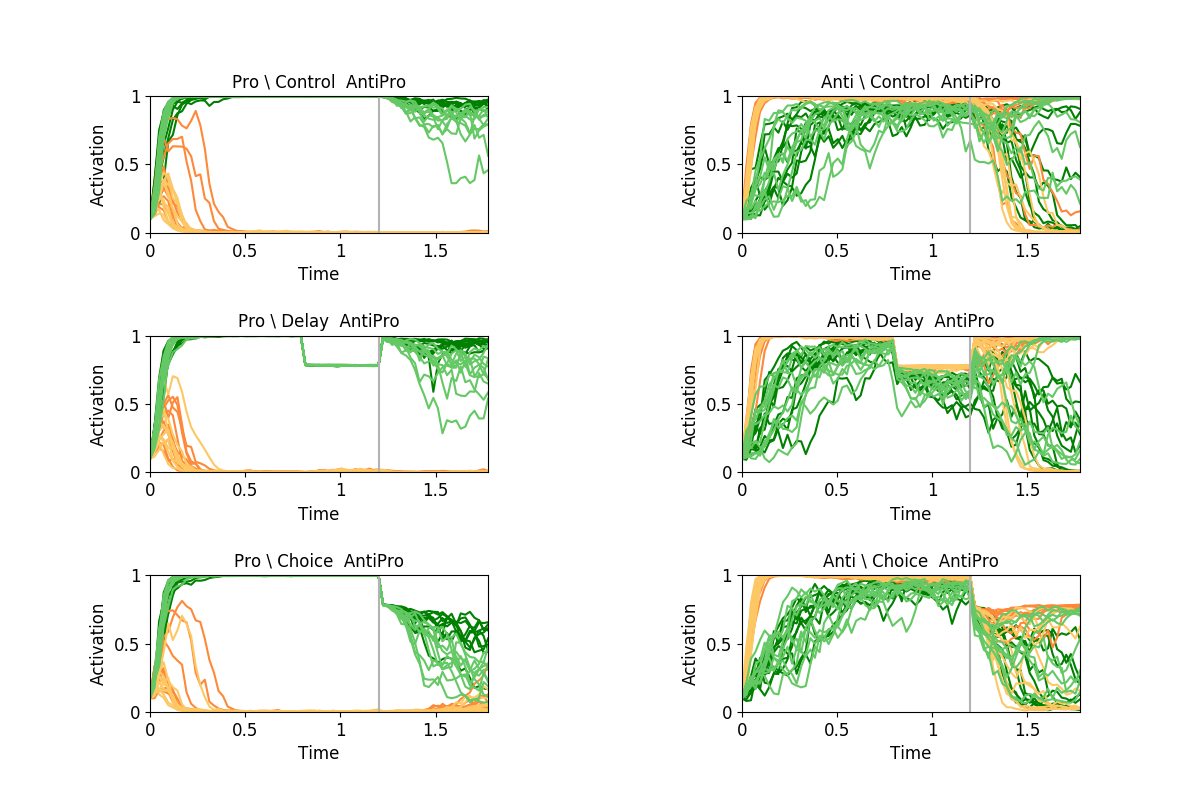 Pro \ Control  AntiPro
1
0.5
0
Activation
0
0.5
1
1.5
Time
Anti \ Control  AntiPro
1
0.5
0
Activation
0
0.5
1
1.5
Time
Pro \ Delay  AntiPro
1
0.5
0
Activation
0
0.5
1
1.5
Time
Anti \ Delay  AntiPro
1
0.5
0
Activation
0
0.5
1
1.5
Time
Pro \ Choice  AntiPro
1
0.5
0
Activation
0
0.5
1
1.5
Time
Anti \ Choice  AntiPro
1
0.5
0
Activation
0
0.5
1
1.5
Time